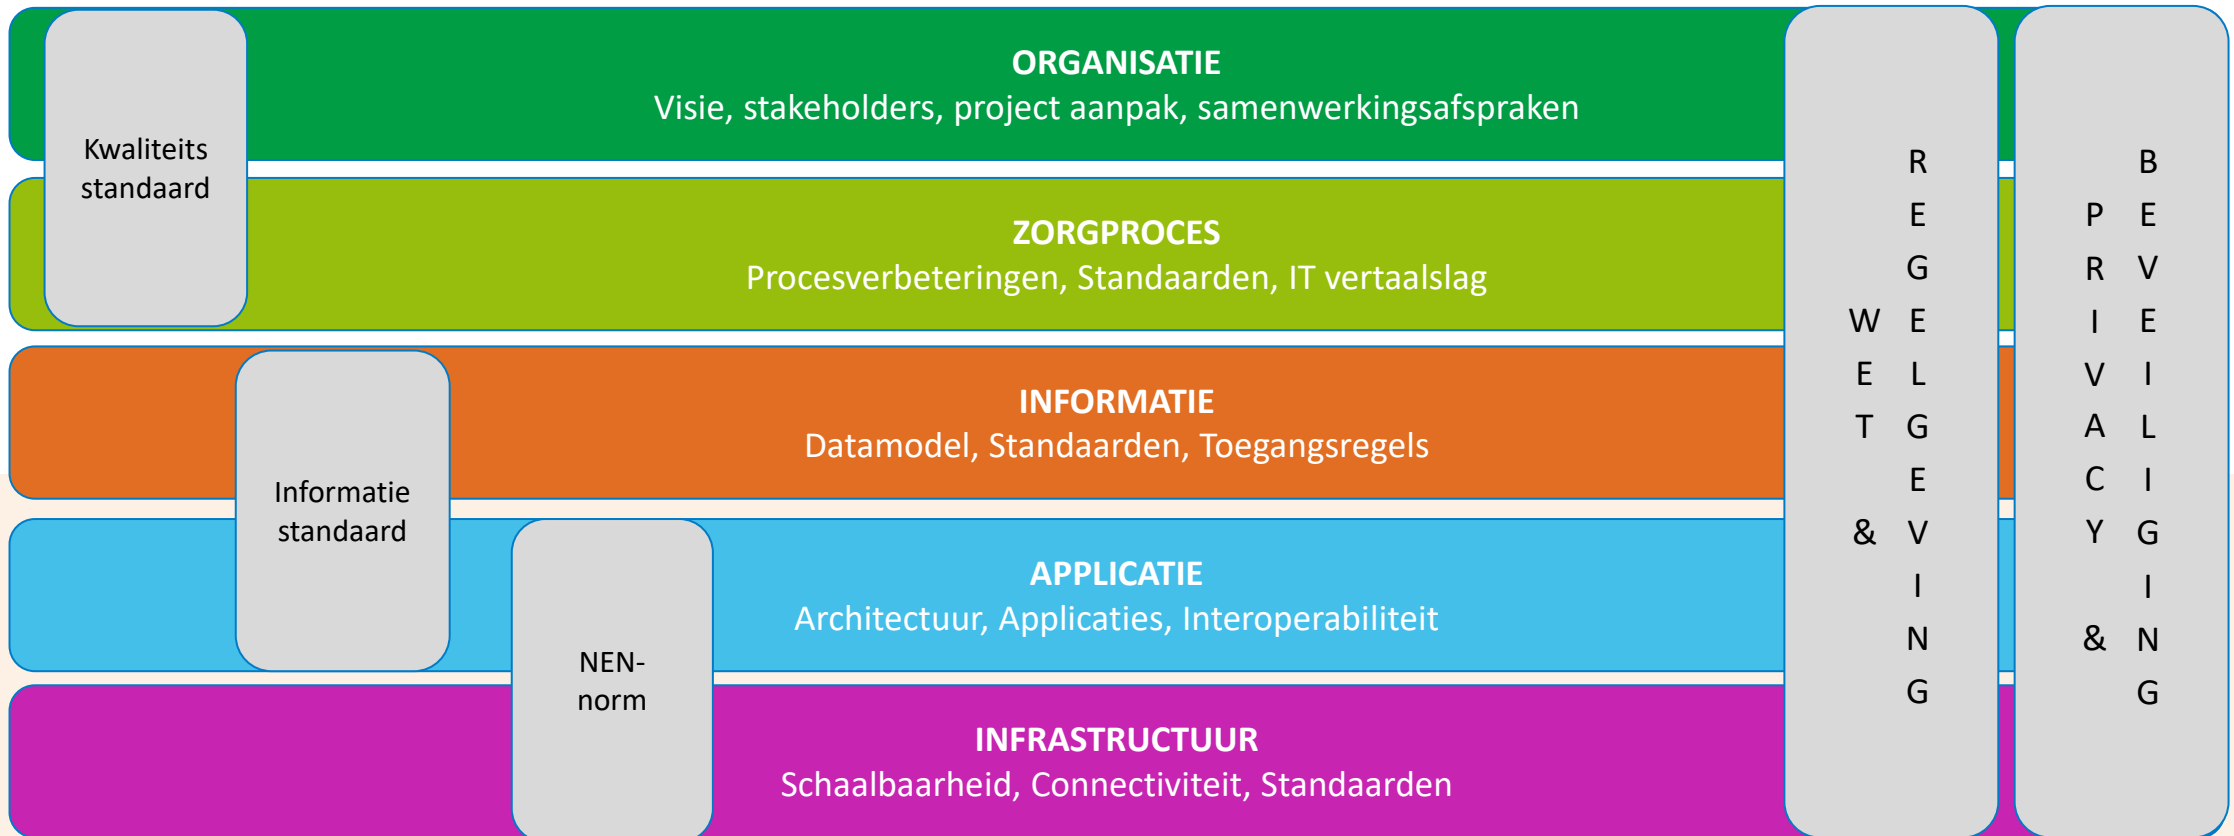 ORGANISATIE
Visie, stakeholders, project aanpak, samenwerkingsafspraken
Kwaliteits
standaard
ZORGPROCES
Procesverbeteringen, Standaarden, IT vertaalslag
INFORMATIE
Datamodel, Standaarden, Toegangsregels
Informatie
standaard
APPLICATIE
Architectuur, Applicaties, Interoperabiliteit
NEN-
norm
INFRASTRUCTUUR
Schaalbaarheid, Connectiviteit, Standaarden
WET &
REGELGEVING
PRIVACY &
BEVEILIGING